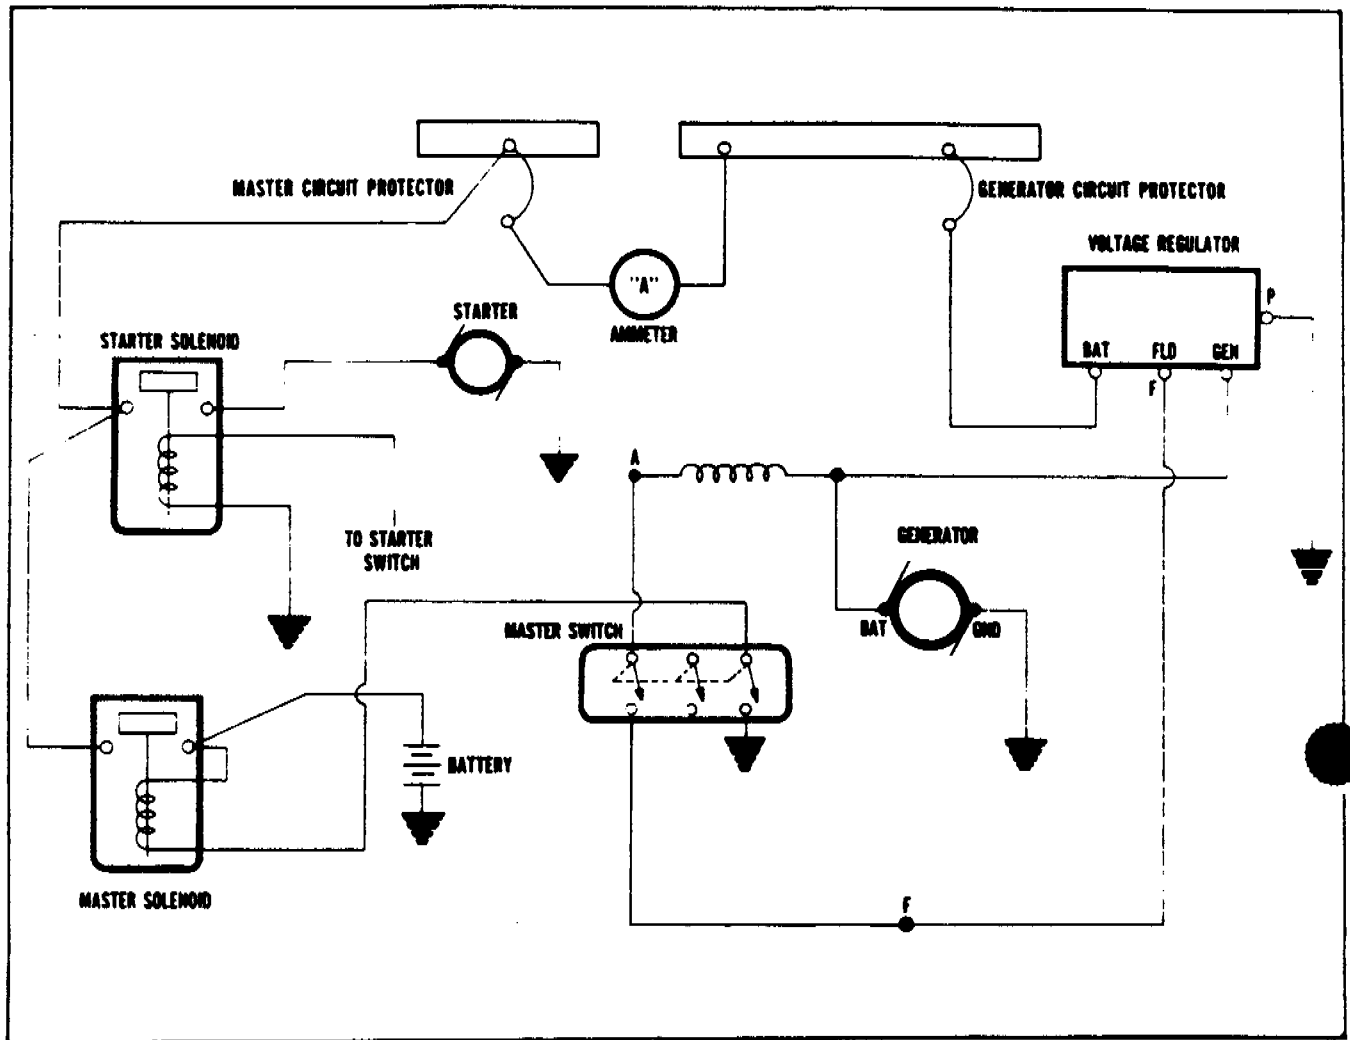 MASTER CIRCUIT PROTECTOR
GENERATOR CIRCUIT PROTECTOR
VOLTAGE REGULATOR
"A"
P
STARTER
AMMETER
STARTER SOLENOID
BAT FLD GEN
F
A
TO STARTER
SWITCH
GENERATOR
MASTER SWITCH
BAT GND
BATTERY
MASTER SOLENOID
F